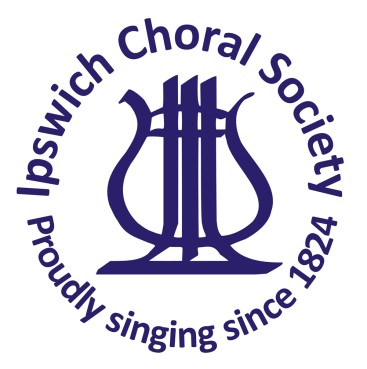 Ipswich Choral Society
Proudly singing since 1824